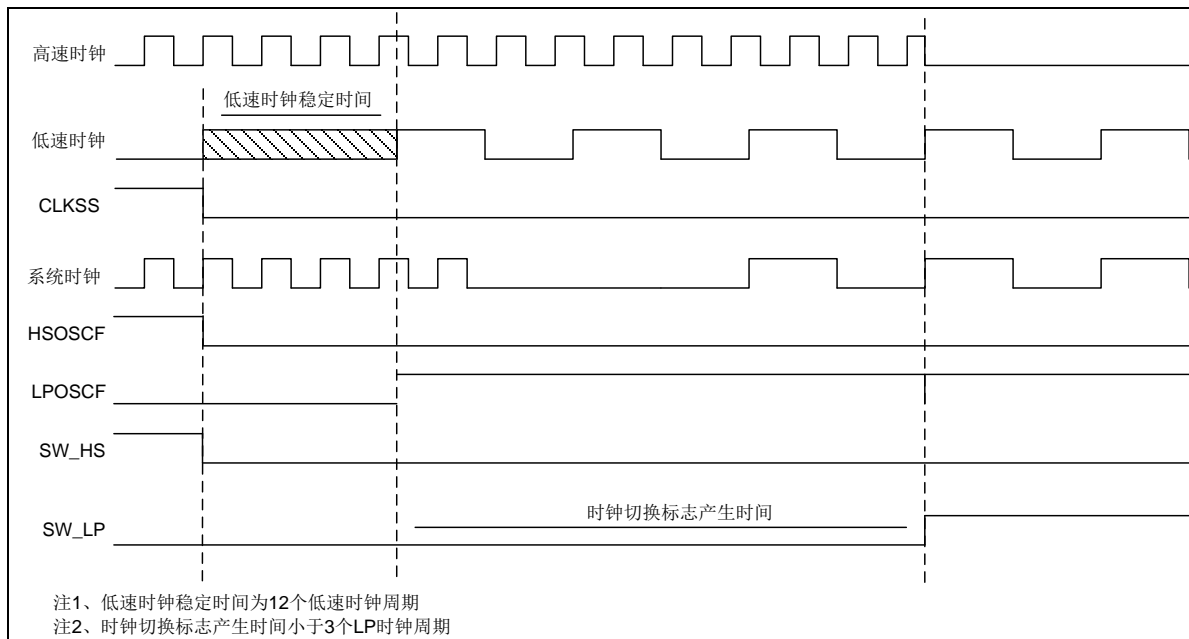 高速时钟
低速时钟稳定时间
低速时钟
CLKSS
系统时钟
HSOSCF
LPOSCF
SW_HS
时钟切换标志产生时间
SW_LP
注1、低速时钟稳定时间为12个低速时钟周期
注2、时钟切换标志产生时间小于3个LP时钟周期